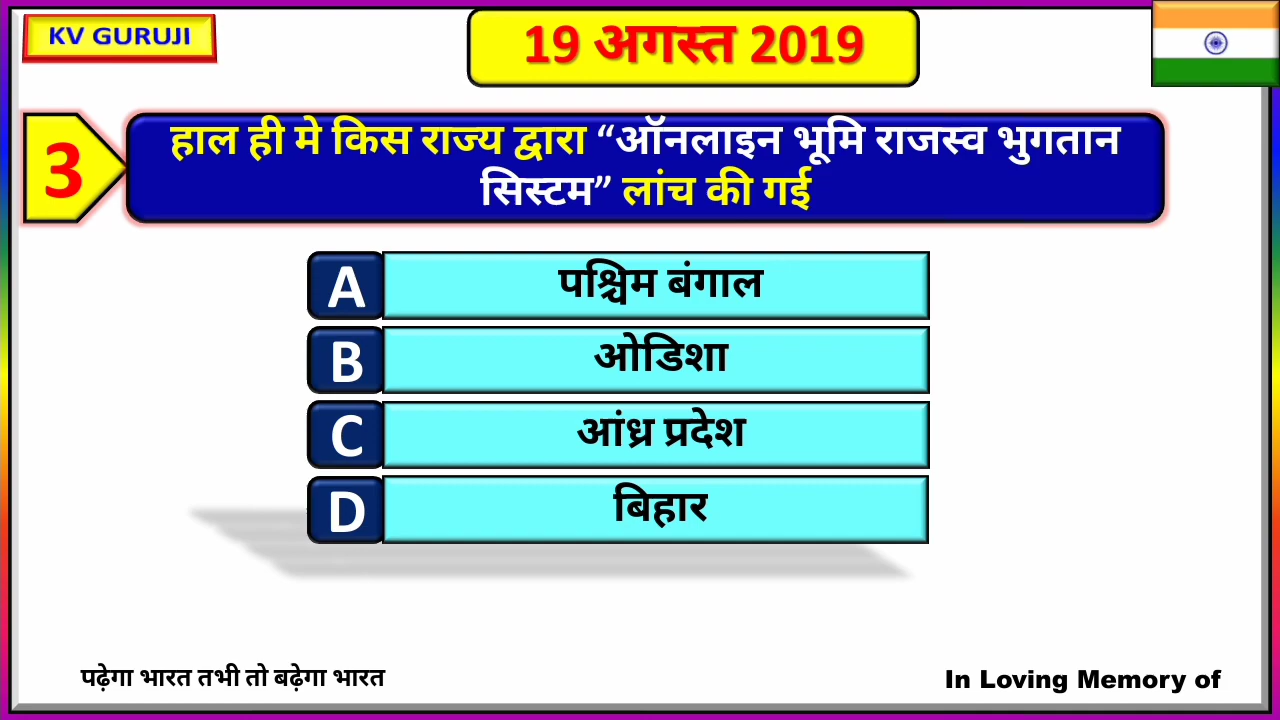 KV GURUJI
19 अगस्त 2019
3
हाल ही मे किस राज्य द्वारा “ऑनलाइन भूमि राजस्व भुगतान
सिस्टम” लांच की गई
A
पश्चिम बंगाल
B
ओडिशा
C
आंध्र प्रदेश
D
बिहार
पढ़ेगा भारत तभी तो बढ़ेगा भारत
In Loving Memory of